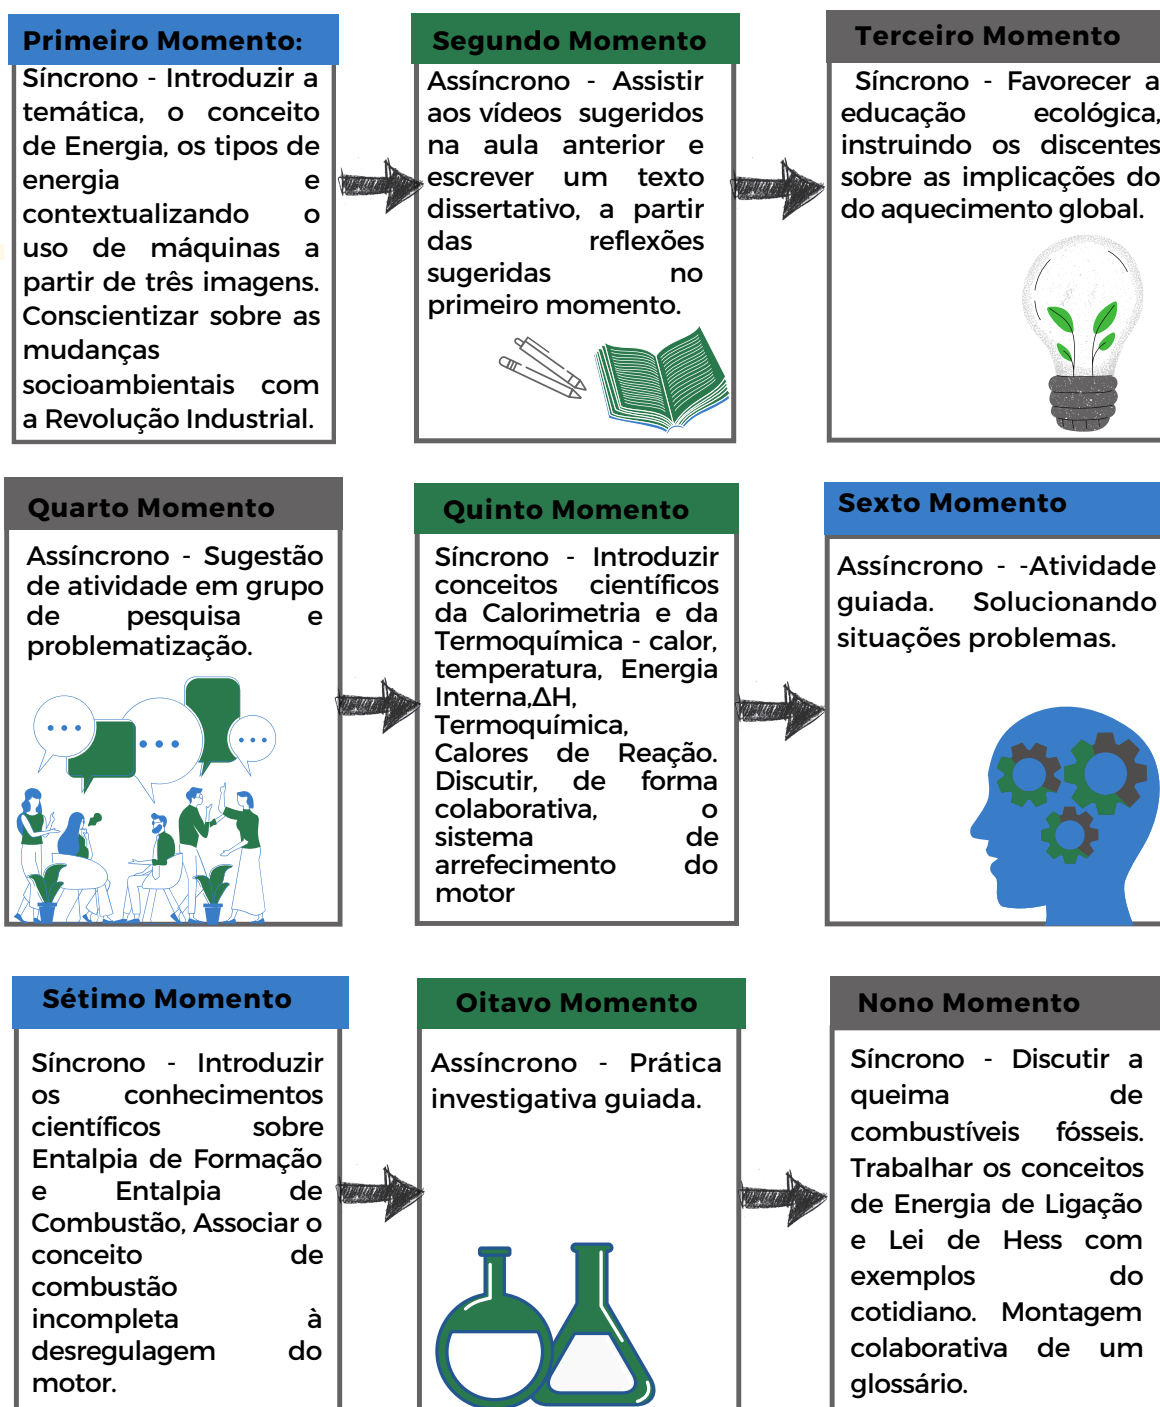 Primeiro Momento:
Síncrono - Introduzir a
temática, o conceito
de Energia, os tipos de
energia e
contextualizando o
uso de máquinas a
partir de três imagens.
Conscientizar sobre as
mudanças
socioambientais com
a Revolução Industrial.
Segundo Momento
Assíncrono - Assistir
aos vídeos sugeridos
na aula anterior e
escrever um texto
dissertativo, a partir
das reflexões
sugeridas no
primeiro momento.
Terceiro Momento
Síncrono - Favorecer a
educação ecológica,
instruindo os discentes
sobre as implicações do
do aquecimento global.
Quarto Momento
Assíncrono - Sugestão
de atividade em grupo
de pesquisa e
problematização.
Quinto Momento
Síncrono - Introduzir
conceitos científicos
da Calorimetria e da
Termoquímica - calor,
temperatura, Energia
Interna,ΔH,
Termoquímica,
Calores de Reação.
Discutir, de forma
colaborativa, o
sistema de
arrefecimento do
motor
Sexto Momento
Assíncrono - -Atividade
guiada. Solucionando
situações problemas.
Sétimo Momento
Síncrono - Introduzir
os conhecimentos
científicos sobre
Entalpia de Formação
e Entalpia de
Combustão, Associar o
conceito de
combustão
incompleta à
desregulagem do
motor.
Oitavo Momento
Assíncrono - Prática
investigativa guiada.
Nono Momento
Síncrono - Discutir a
queima de
combustíveis fósseis.
Trabalhar os conceitos
de Energia de Ligação
e Lei de Hess com
exemplos do
cotidiano. Montagem
colaborativa de um
glossário.